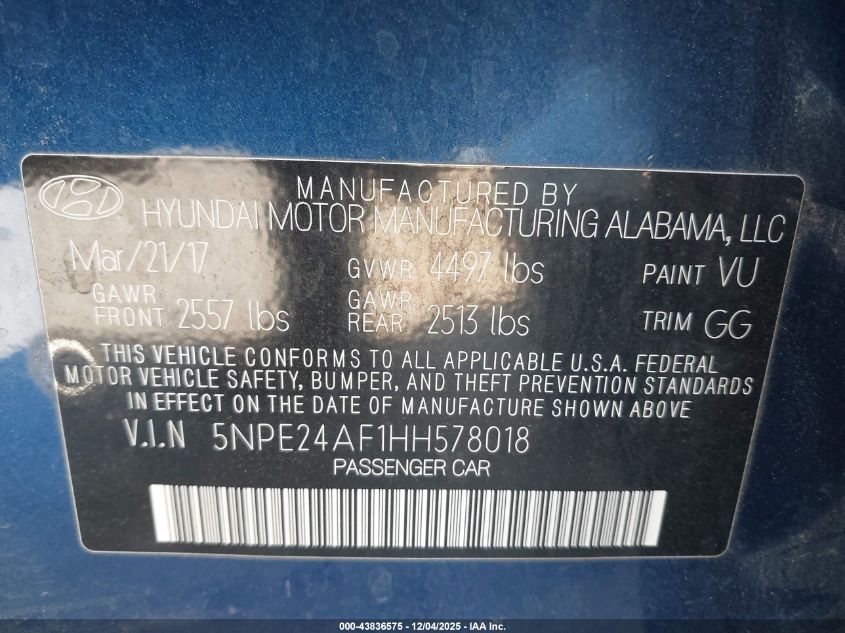 MANUFACTURED BY
HYUNDAI MOTOR MANUFACTURING ALABAMA, LLC
Mar/21/17 GVWR 4497 lbs PAINT VU
GAWR FRONT 2557 lbs GAWR REAR 2513 lbs TRIM GG
THIS VEHICLE CONFORMS TO ALL APPLICABLE U.S.A. FEDERAL
MOTOR VEHICLE SAFETY, BUMPER, AND THEFT PREVENTION STANDARDS
IN EFFECT ON THE DATE OF MANUFACTURE SHOWN ABOVE.
V.I.N 5NPE24AF1HH578018
PASSENGER CAR
000-43836575 - 12/04/2025 - IAA Inc.